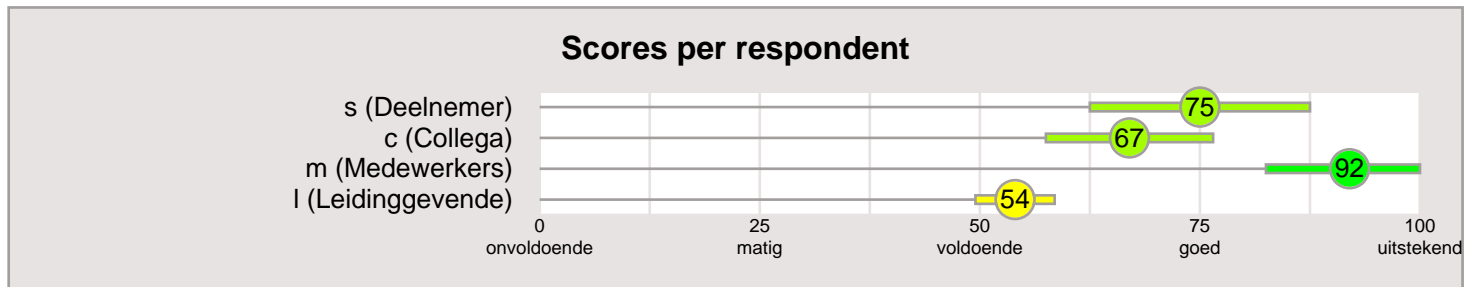 Scores per respondent
s (Deelnemer)
75
c (Collega)
67
m (Medewerkers)
92
l (Leidinggevende)
54
0 25 50 75 100
onvoldoende matig voldoende goed uitstekend